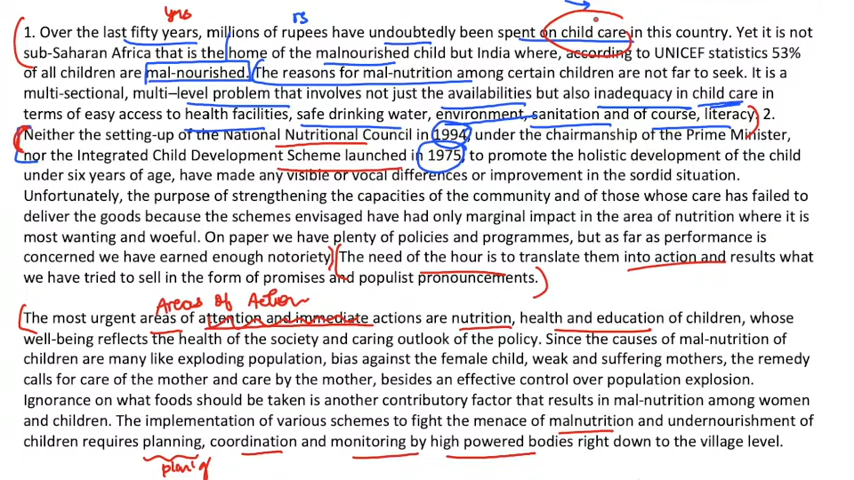 yrs rs
1. Over the last fifty years, millions of rupees have undoubtedly been spent on child care in this country. Yet it is not
sub-Saharan Africa that is the home of the malnourished child but India where, according to UNICEF statistics 53%
of all children are mal-nourished. The reasons for mal-nutrition among certain children are not far to seek. It is a
multi-sectional, multi–level problem that involves not just the availabilities but also inadequacy in child care in
terms of easy access to health facilities, safe drinking water, environment, sanitation and of course, literacy. 2.
Neither the setting-up of the National Nutritional Council in 1994, under the chairmanship of the Prime Minister,
nor the Integrated Child Development Scheme launched in 1975, to promote the holistic development of the child
under six years of age, have made any visible or vocal differences or improvement in the sordid situation.
Unfortunately, the purpose of strengthening the capacities of the community and of those whose care has failed to
deliver the goods because the schemes envisaged have had only marginal impact in the area of nutrition where it is
most wanting and woeful. On paper we have plenty of policies and programmes, but as far as performance is
concerned we have earned enough notoriety. The need of the hour is to translate them into action and results what
we have tried to sell in the form of promises and populist pronouncements.
Areas of Action
The most urgent areas of attention and immediate actions are nutrition, health and education of children, whose
well-being reflects the health of the society and caring outlook of the policy. Since the causes of mal-nutrition of
children are many like exploding population, bias against the female child, weak and suffering mothers, the remedy
calls for care of the mother and care by the mother, besides an effective control over population explosion.
Ignorance on what foods should be taken is another contributory factor that results in mal-nutrition among women
and children. The implementation of various schemes to fight the menace of malnutrition and undernourishment of
children requires planning, coordination and monitoring by high powered bodies right down to the village level.